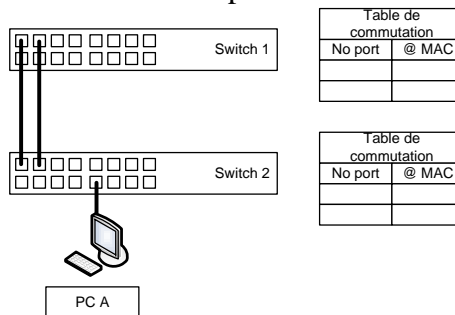 Switch 1
Table de
commutation
No port @ MAC
Switch 2
Table de
commutation
No port @ MAC
PC A